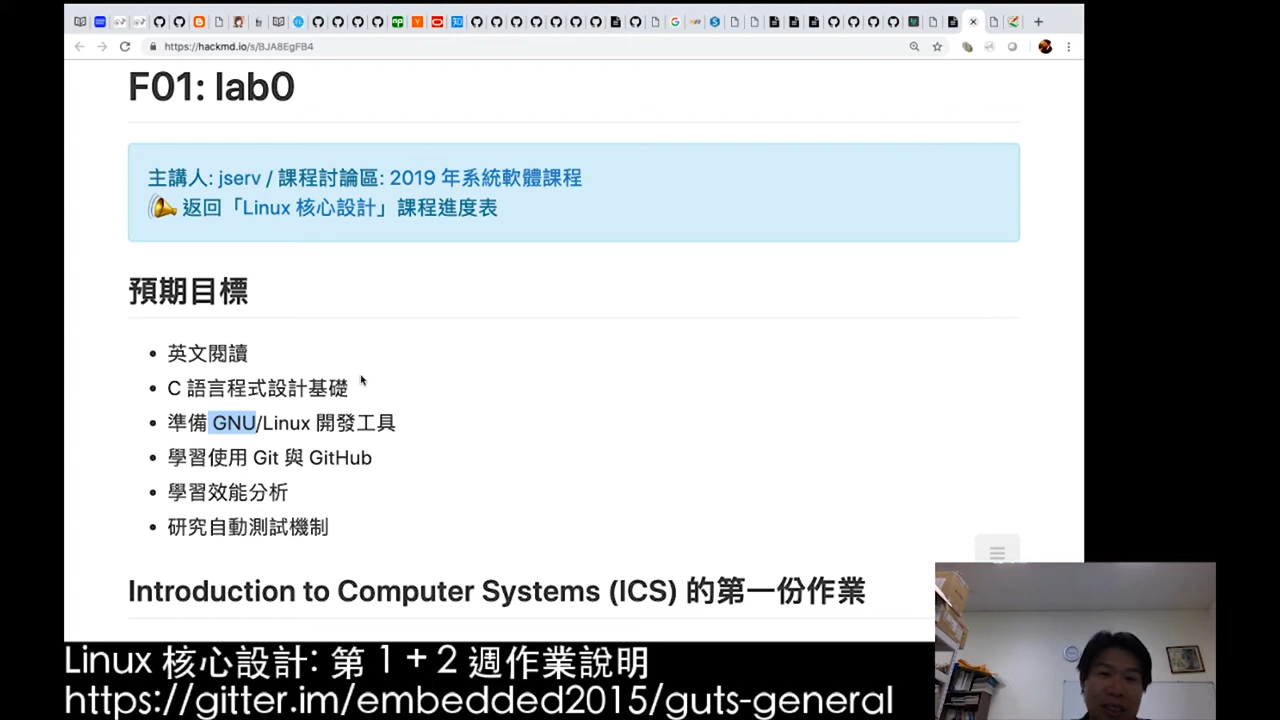 https://hackmd.io/s/BJA8EgFB4
F01: lab0
主講人: jserv / 課程討論區: 2019 年系統軟體課程
返回「Linux 核心設計」課程進度表
預期目標
英文閱讀
C 語言程式設計基礎
準備 GNU/Linux 開發工具
學習使用 Git 與 GitHub
學習效能分析
研究自動測試機制
Introduction to Computer Systems (ICS) 的第一份作業
Linux 核心設計: 第 1 + 2 週作業說明
https://gitter.im/embedded2015/guts-general